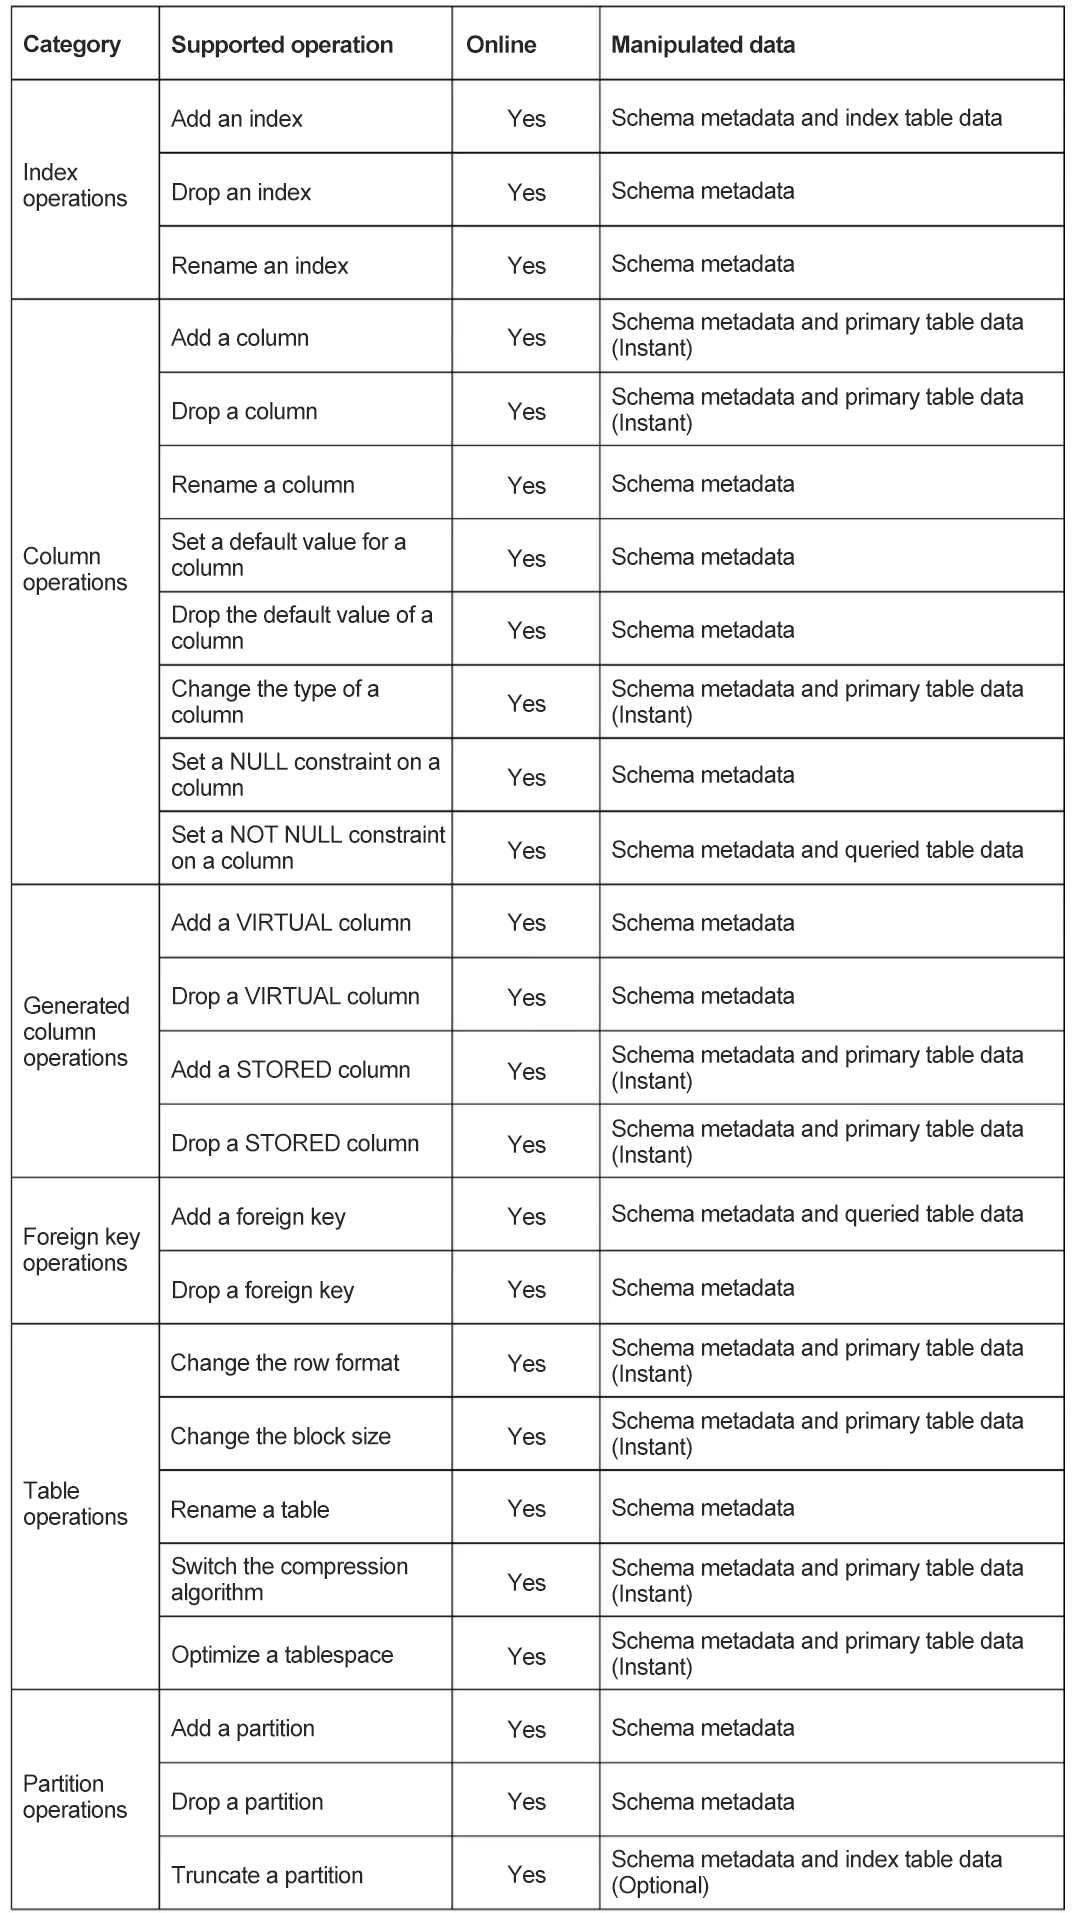 Category Supported operation Online Manipulated data
Index
operations
Add an index Yes Schema metadata and index table data
Drop an index Yes Schema metadata
Rename an index Yes Schema metadata
Column
operations
Add a column Yes Schema metadata and primary table data
(Instant)
Drop a column Yes Schema metadata and primary table data
(Instant)
Rename a column Yes Schema metadata
Set a default value for a
column
Yes Schema metadata
Drop the default value of a
column
Yes Schema metadata
Change the type of a
column
Yes Schema metadata and primary table data
(Instant)
Set a NULL constraint on a
column
Yes Schema metadata
Set a NOT NULL constraint
on a column
Yes Schema metadata and queried table data
Generated
column
operations
Add a VIRTUAL column Yes Schema metadata
Drop a VIRTUAL column Yes Schema metadata
Add a STORED column Yes Schema metadata and primary table data
(Instant)
Drop a STORED column Yes Schema metadata and primary table data
(Instant)
Foreign key
operations
Add a foreign key Yes Schema metadata and queried table data
Drop a foreign key Yes Schema metadata
Table
operations
Change the row format Yes Schema metadata and primary table data
(Instant)
Change the block size Yes Schema metadata and primary table data
(Instant)
Rename a table Yes Schema metadata
Switch the compression
algorithm
Yes Schema metadata and primary table data
(Instant)
Optimize a tablespace Yes Schema metadata and primary table data
(Instant)
Partition
operations
Add a partition Yes Schema metadata
Drop a partition Yes Schema metadata
Truncate a partition Yes Schema metadata and index table data
(Optional)